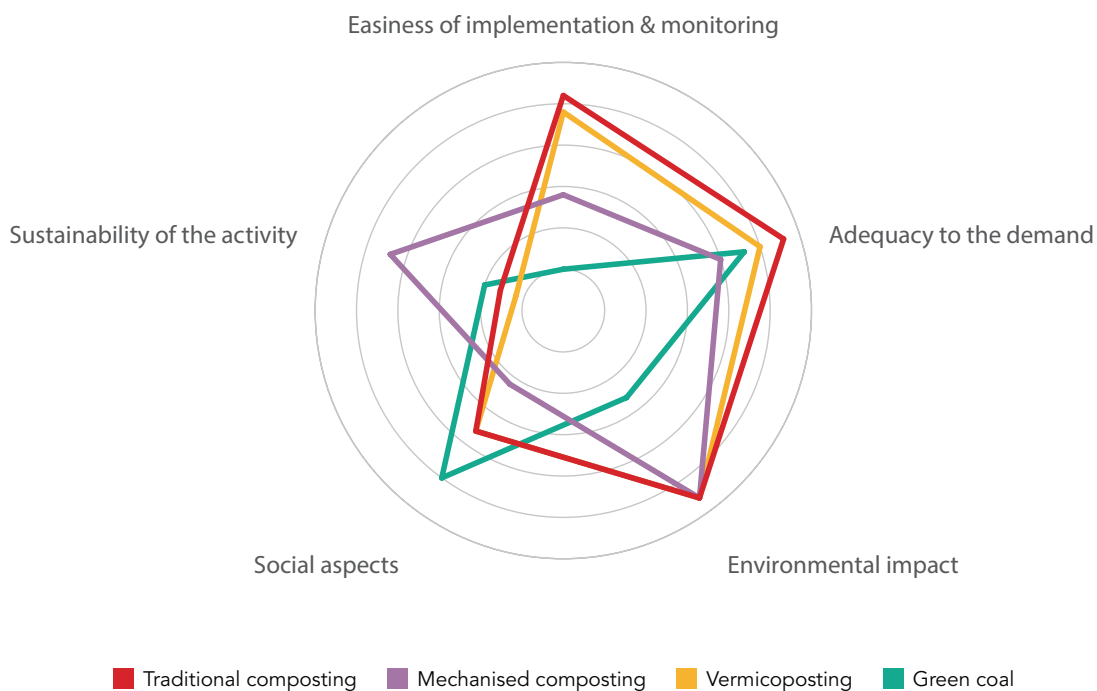 Easiness of implementation & monitoring
Sustainability of the activity
Adequacy to the demand
Social aspects
Environmental impact
Traditional composting
Mechanised composting
Vermicoposting
Green coal